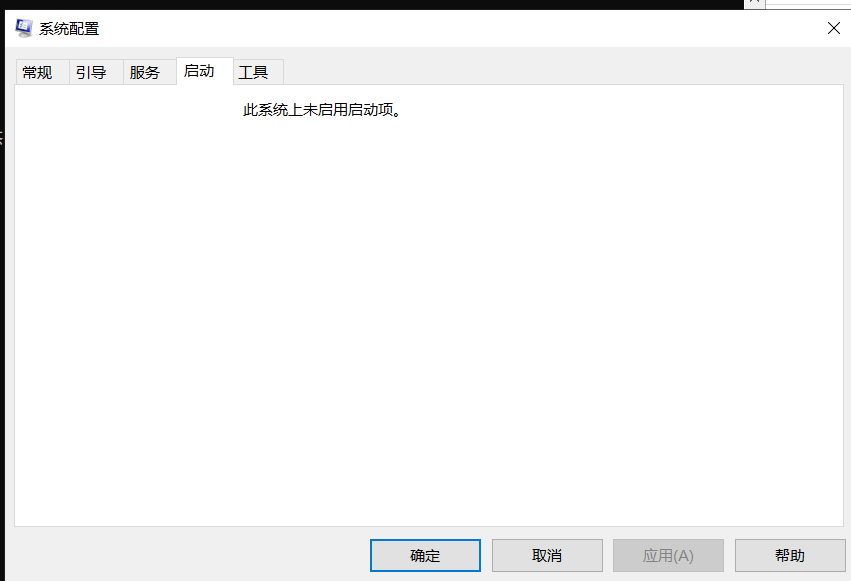 系统配置
常规 引导 服务 启动 工具
此系统上未启用启动项。
确定 取消 应用(A) 帮助